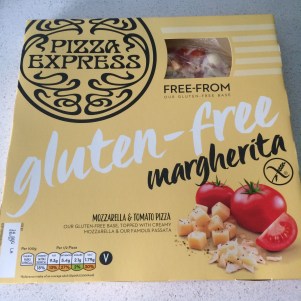 PIZZA
EXPRESS
FREE-FROM
OUR GLUTEN-FREE BASE
gluten-free
margherita
MOZZARELLA & TOMATO PIZZA
OUR GLUTEN-FREE BASE, TOPPED WITH CREAMY
MOZZARELLA & OUR FAMOUS PASSATA
V